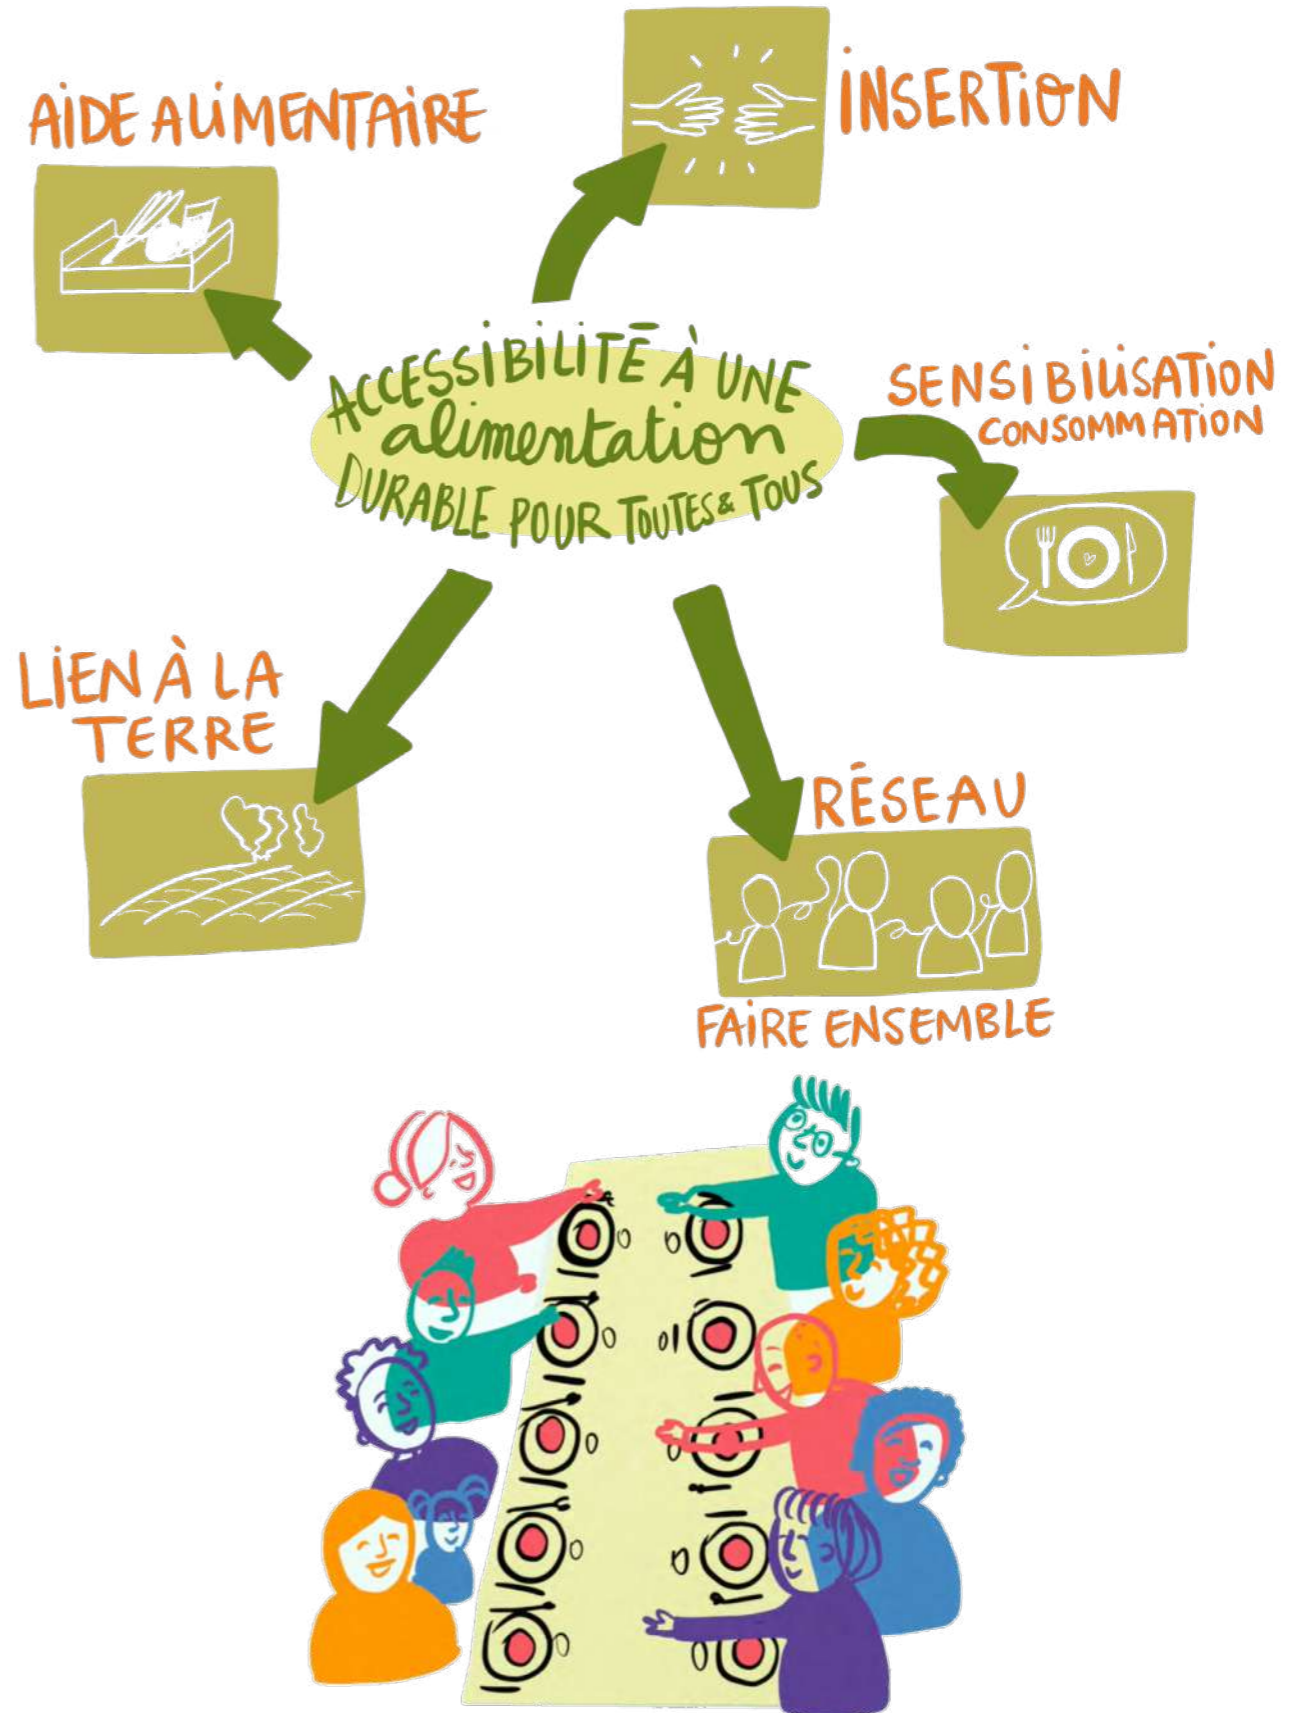 AIDE ALIMENTAIRE
INSERTION
ACCESSIBILITÉ À UNE
alimentation
DURABLE POUR TOUTES & TOUS
SENSIBILISATION
CONSOMMATION
LIEN À LA
TERRE
RÉSEAU
FAIRE ENSEMBLE